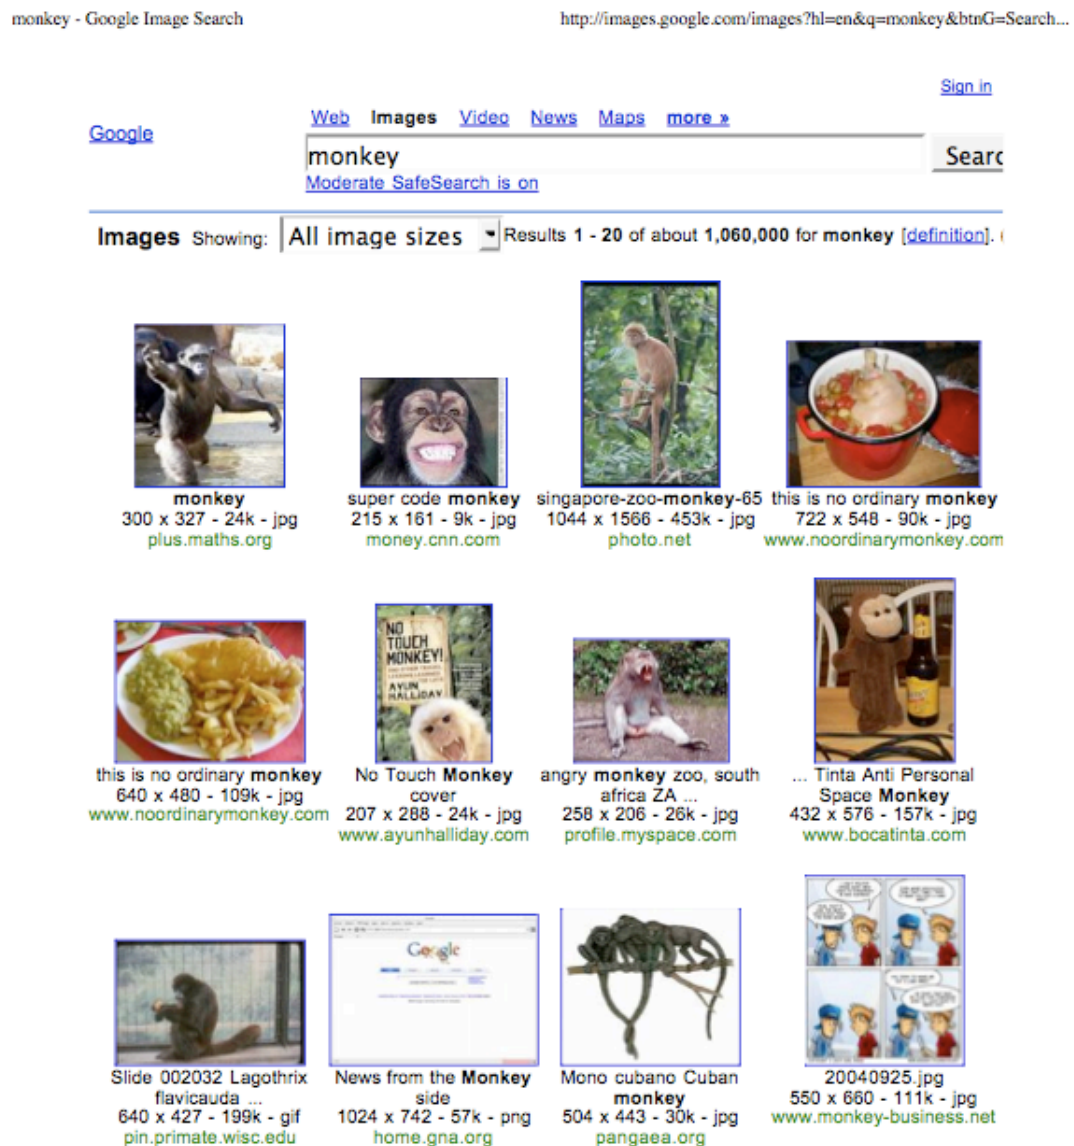 monkey - Google Image Search
http://images.google.com/images?hl=en&q=monkey&btnG=Search...
Sign in
Google
Web Images Video News Maps more »
monkey
Searc
Moderate SafeSearch is on
Images Showing: All image sizes Results 1 - 20 of about 1,060,000 for monkey [definition]. (
monkey
300 x 327 - 24k - jpg
plus.maths.org
super code monkey
215 x 161 - 9k - jpg
money.cnn.com
singapore-zoo-monkey-65
1044 x 1566 - 453k - jpg
photo.net
this is no ordinary monkey
722 x 548 - 90k - jpg
www.noordinarymonkey.com
NO
TOUCH
MONKEY!
AYUN
HALLIDAY
this is no ordinary monkey
640 x 480 - 109k - jpg
www.noordinarymonkey.com
No Touch Monkey
cover
207 x 288 - 24k - jpg
www.ayunhalliday.com
angry monkey zoo, south
africa ZA ...
258 x 206 - 26k - jpg
profile.myspace.com
... Tinta Anti Personal
Space Monkey
432 x 576 - 157k - jpg
www.bocatinta.com
Google
Slide 002032 Lagothrix
flavicauda ...
640 x 427 - 199k - gif
pin.primate.wisc.edu
News from the Monkey
side
1024 x 742 - 57k - png
home.gna.org
Mono cubano Cuban
monkey
504 x 443 - 30k - jpg
pangaea.org
20040925.jpg
550 x 660 - 111k - jpg
www.monkey-business.net